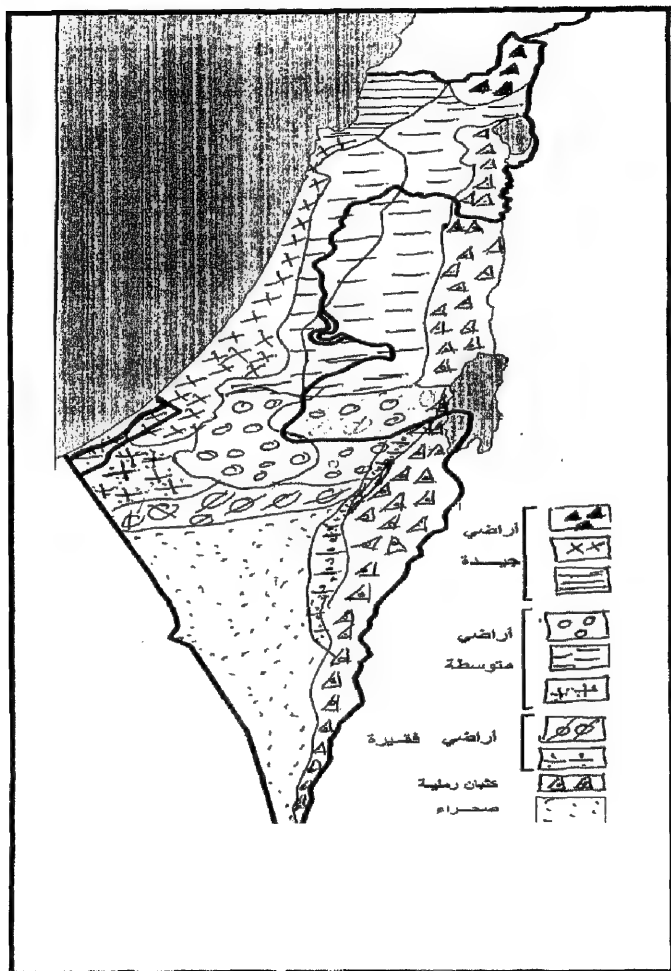 أراضي
جيدة
أراضي
متوسطة
أراضي فقيرة
كثبان رملية
صحراء